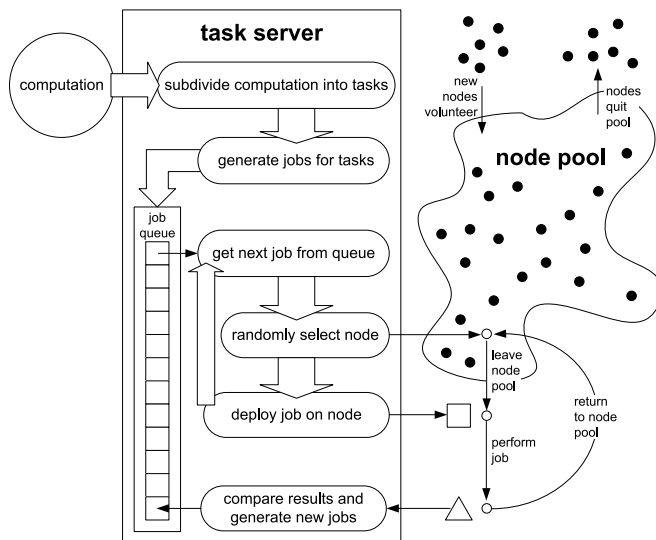 task server
computation
subdivide computation into tasks
new
nodes
volunteer
nodes
quit
pool
generate jobs for tasks
node pool
job
queue
get next job from queue
randomly select node
leave
node
pool
deploy job on node
return
to node
pool
perform
job
compare results and
generate new jobs